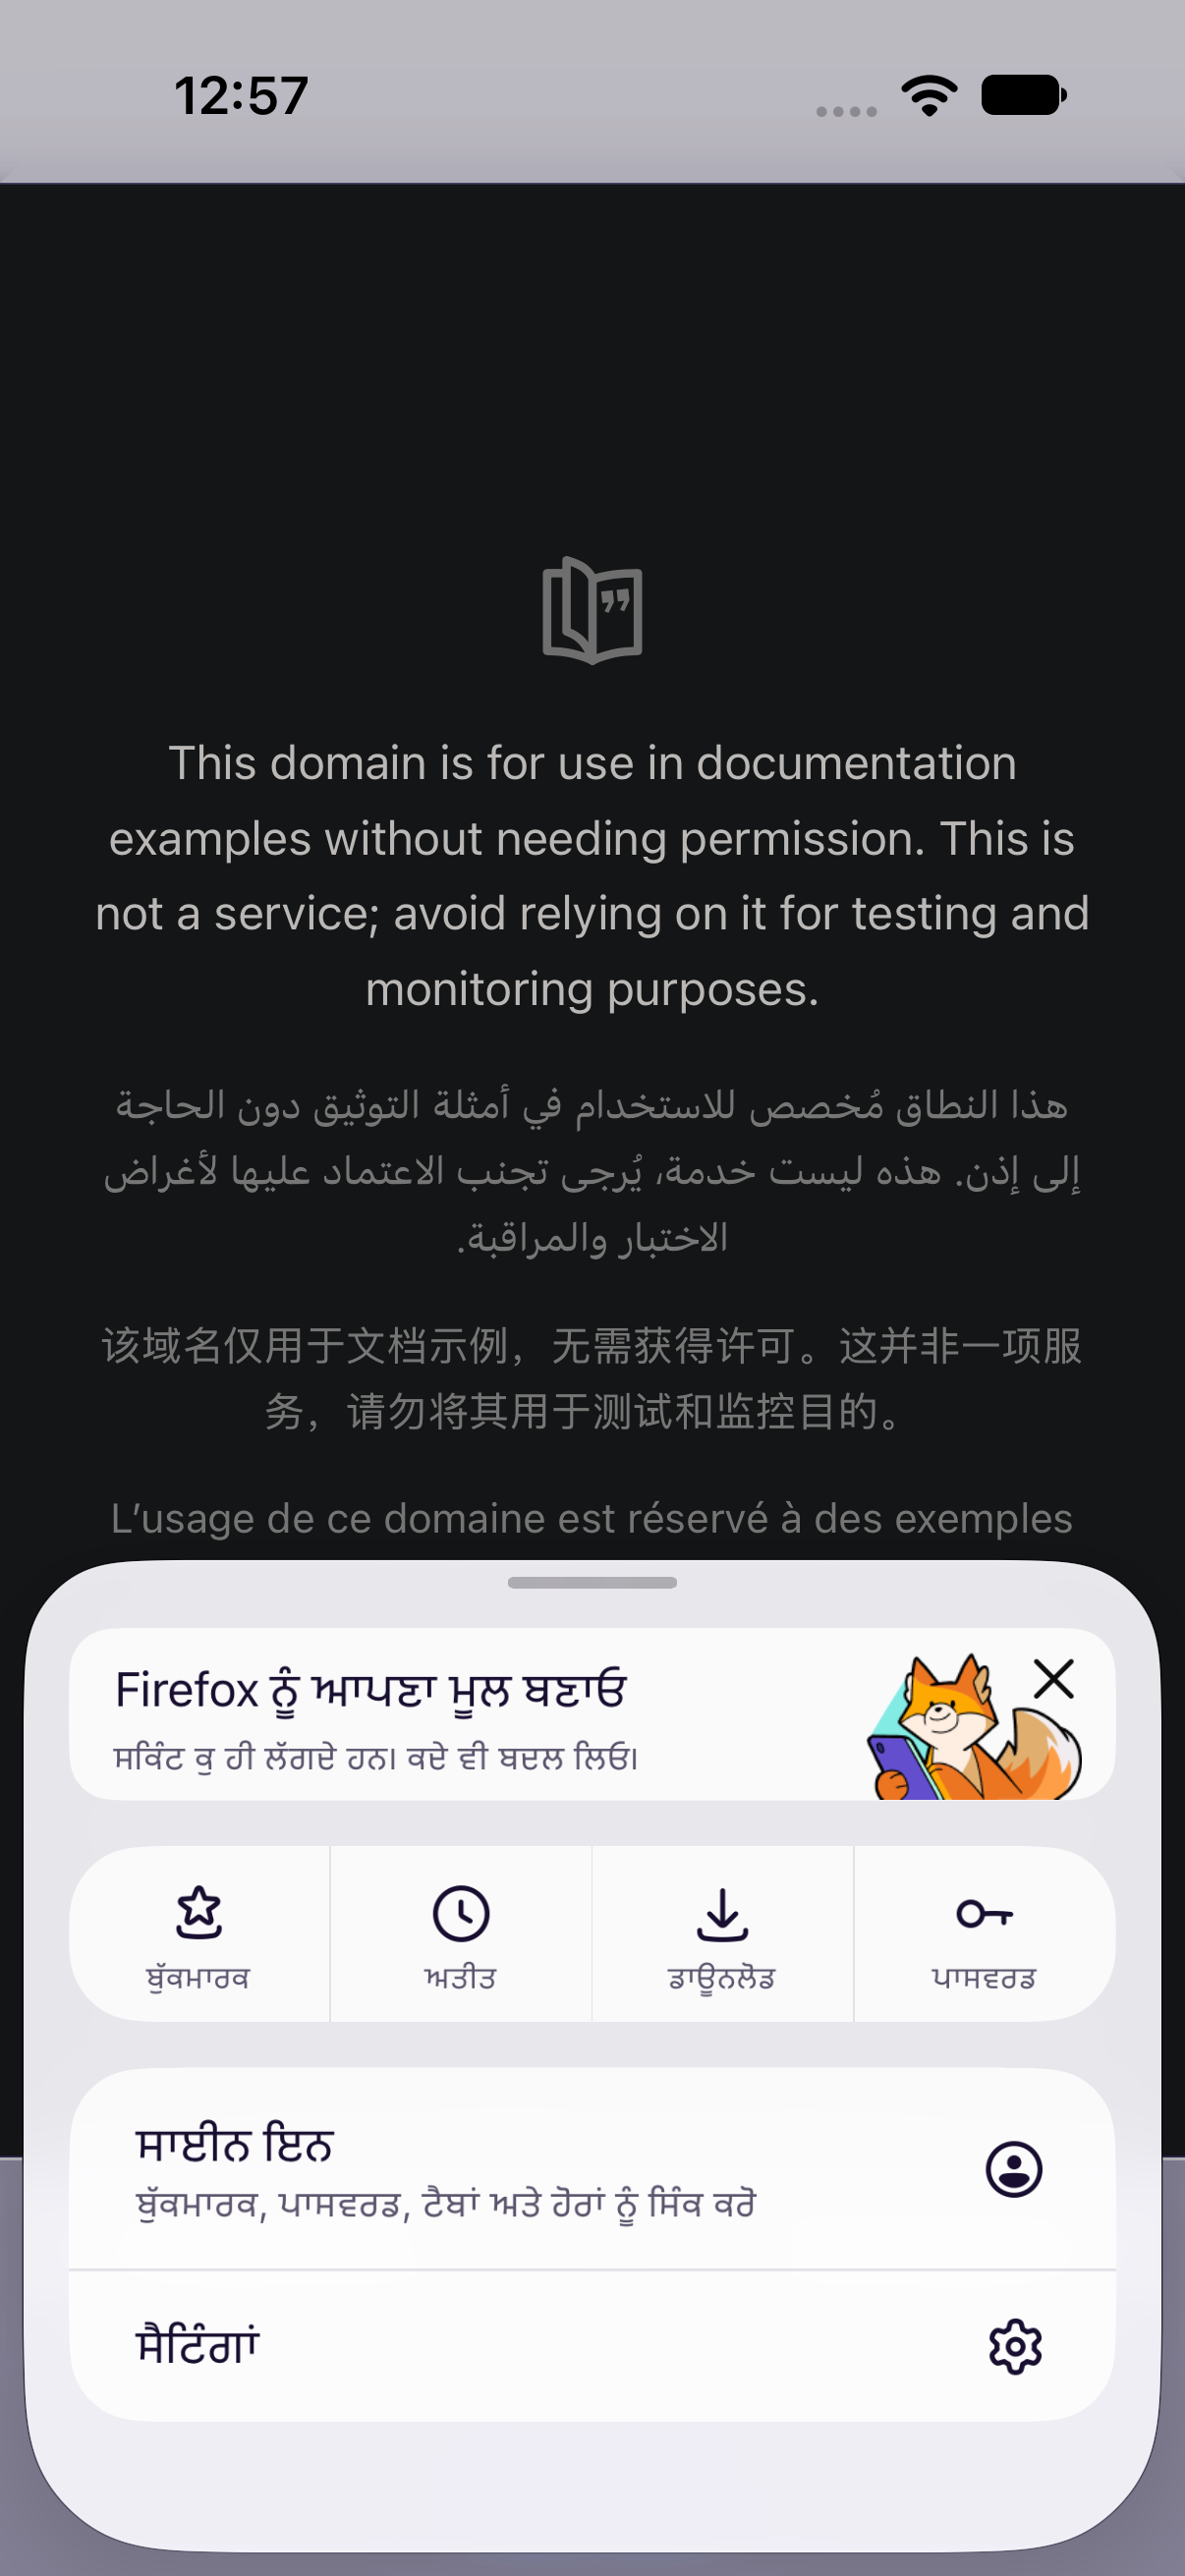 12:57
This domain is for use in documentation
examples without needing permission. This is
not a service; avoid relying on it for testing and
monitoring purposes.
هذا النطاق مُخصص للاستخدام في أمثلة التوثيق دون الحاجة
إلى إذن. هذه ليست خدمة، يُرجى تجنب الاعتماد عليها لأغراض
الاختبار والمراقبة.
该域名仅用于文档示例，无需获得许可。这并非一项服
务，请勿将其用于测试和监控目的。
L’usage de ce domaine est réservé à des exemples
Firefox ਨੂੰ ਆਪਣਾ ਮੂਲ ਬਣਾਓ
ਸਕਿੰਟ ਕੁ ਹੀ ਲੱਗਦੇ ਹਨ। ਕਦੇ ਵੀ ਬਦਲ ਲਿਓ।
ਬੁੱਕਮਾਰਕ
ਅਤੀਤ
ਡਾਊਨਲੋਡ
ਪਾਸਵਰਡ
ਸਾਈਨ ਇਨ
ਬੁੱਕਮਾਰਕ, ਪਾਸਵਰਡ, ਟੈਬਾਂ ਅਤੇ ਹੋਰਾਂ ਨੂੰ ਸਿੰਕ ਕਰੋ
ਸੈਟਿੰਗਾਂ